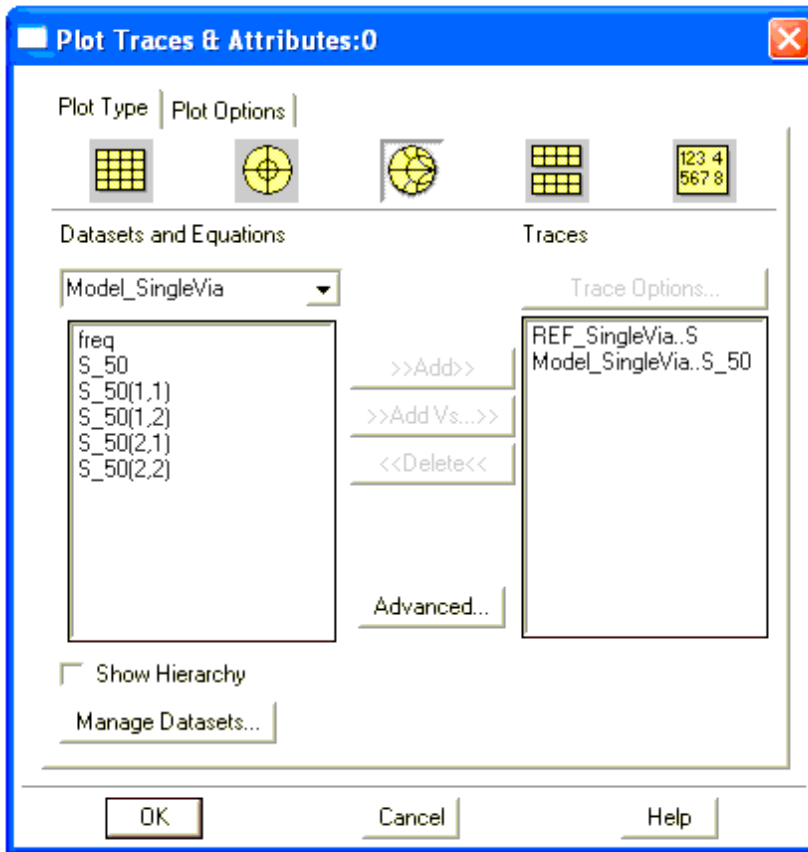 Plot Traces & Attributes:0
Plot Type
Plot Options
123 4
567 8
Datasets and Equations
Traces
Model_SingleVia
Trace Options...
freq
S_50
S_50(1,1)
S_50(1,2)
S_50(2,1)
S_50(2,2)
>>Add>>
>>Add Vs...>>
<<Delete<<
REF_SingleVia..S
Model_SingleVia..S_50
Advanced...
Show Hierarchy
Manage Datasets...
OK
Cancel
Help